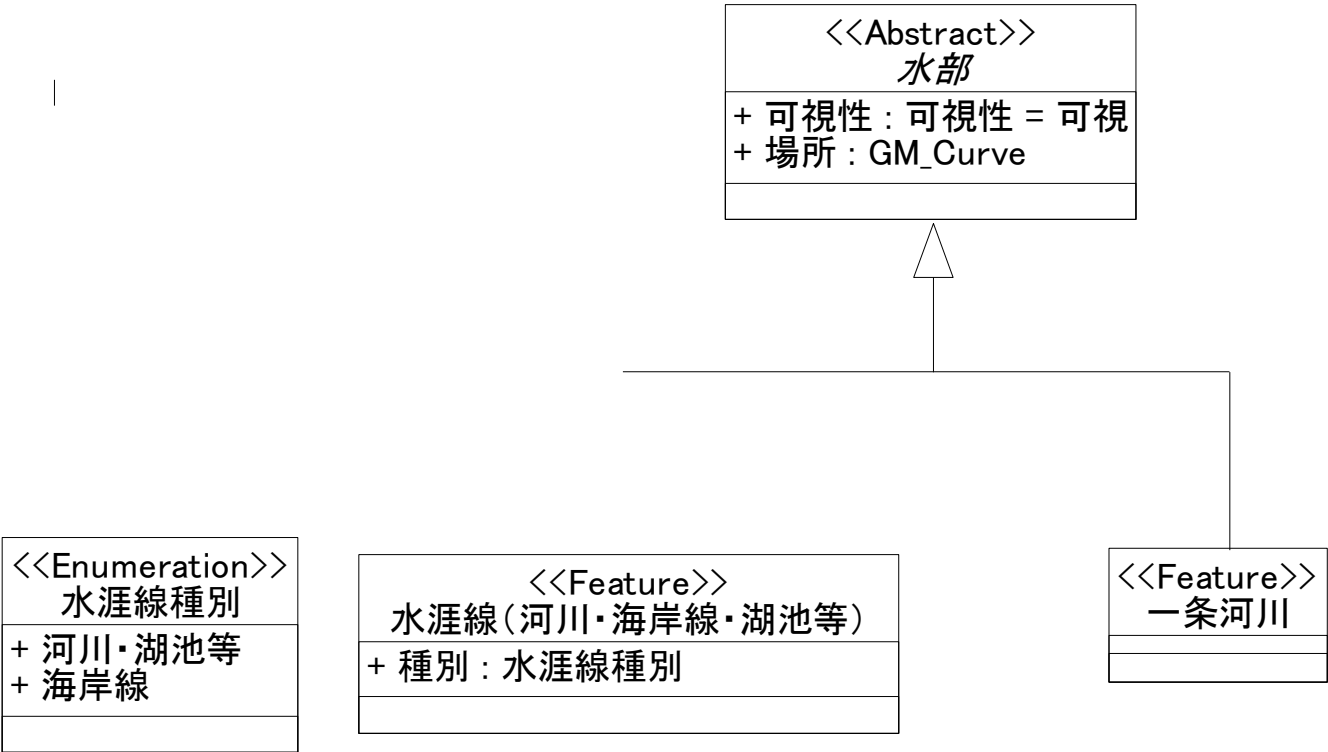 <<Abstract>>
水部
+ 可視性 : 可視性 = 可視
+ 場所 : GM_Curve
<<Enumeration>>
水涯線種別
+ 河川・湖池等
+ 海岸線
<<Feature>>
水涯線(河川・海岸線・湖池等)
+ 種別 : 水涯線種別
<<Feature>>
一条河川